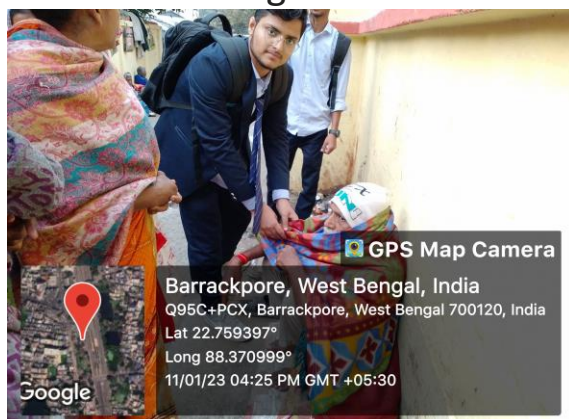 GPS Map Camera
Barrackpore, West Bengal, India
Q95C+PCX, Barrackpore, West Bengal 700120, India
Lat 22.759397°
Long 88.370999°
11/01/23 04:25 PM GMT +05:30
Google